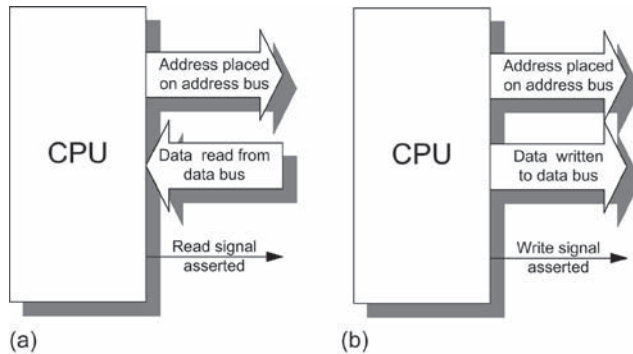 CPU
Address placed
on address bus
Data read from
data bus
Read signal
asserted
(a)
CPU
Address placed
on address bus
Data written
to data bus
Write signal
asserted
(b)